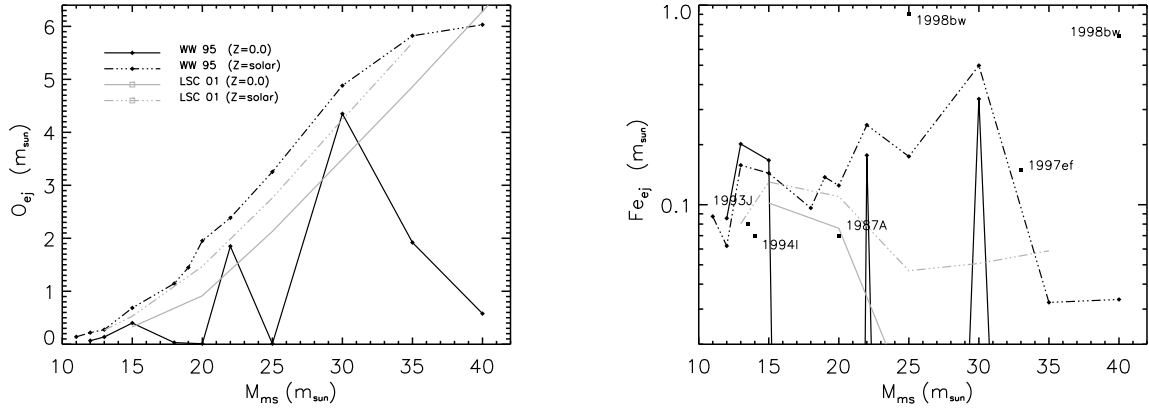 6
5
4
3
2
1
0
O_ej (m_sun)
WW 95 (Z=0.0)
WW 95 (Z=solar)
LSC 01 (Z=0.0)
LSC 01 (Z=solar)
10 15 20 25 30 35 40
M_ms (m_sun)
1.0
0.1
Fe_ej (m_sun)
1998bw
1998bw
1997ef
1993J
1987A
1994I
10 15 20 25 30 35 40
M_ms (m_sun)